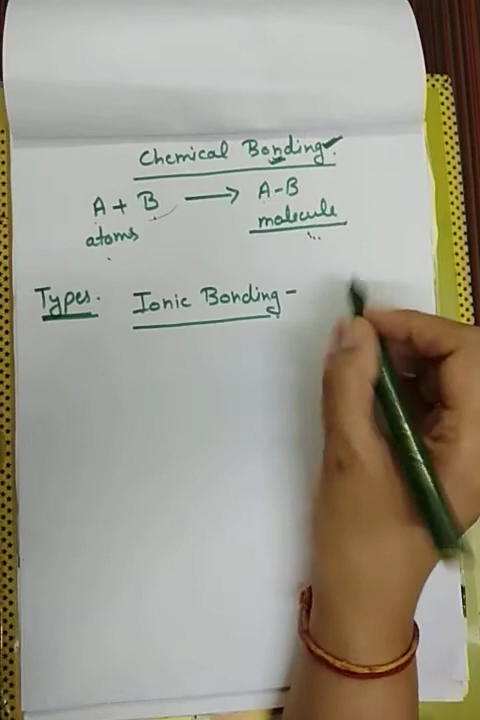 Chemical Bonding.
A + B ⟶ A-B
atoms molecule
Types. Ionic Bonding-